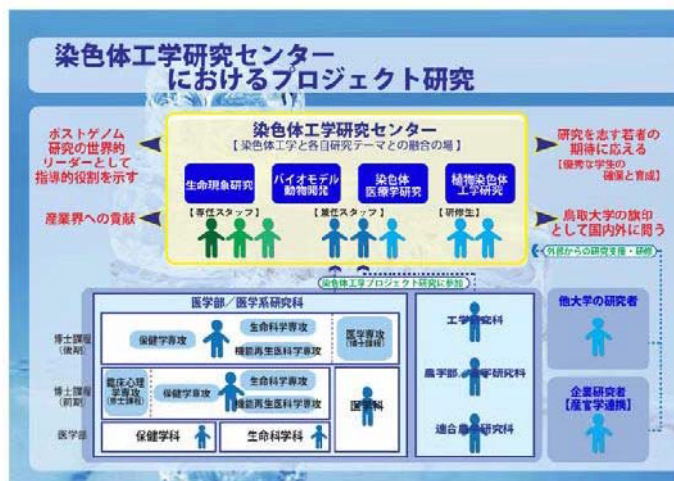 染色体工学研究センター
におけるプロジェクト研究
ポストゲノム
研究の世界的
リーダーとして
指導的役割を示す
産業界への貢献
染色体工学研究センター
【染色体工学と各自研究テーマとの融合の場】
生命現象研究
バイオモデル
動物開発
染色体
医療学研究
植物染色体
工学研究
【専任スタッフ】
【兼任スタッフ】
【研修生】
研究を志す若者の
期待に応える
【優秀な学生の
確保と育成】
鳥取大学の旗印
として国内外に問う
外部からの研究支援・研修
染色体工学プロジェクト研究に参加
医学部/医学系研究科
博士課程
(後期)
保健学専攻
生命科学専攻
機能再生医科学専攻
医学専攻
(博士課程)
博士課程
(前期)
臨床心理
学専攻
(修士課程)
保健学専攻
生命科学専攻
機能再生医科学専攻
医学科
医学部
保健学科
生命科学科
工学研究科
農学部/農学研究科
連合農学研究科
他大学の研究者
企業研究者
【産官学連携】